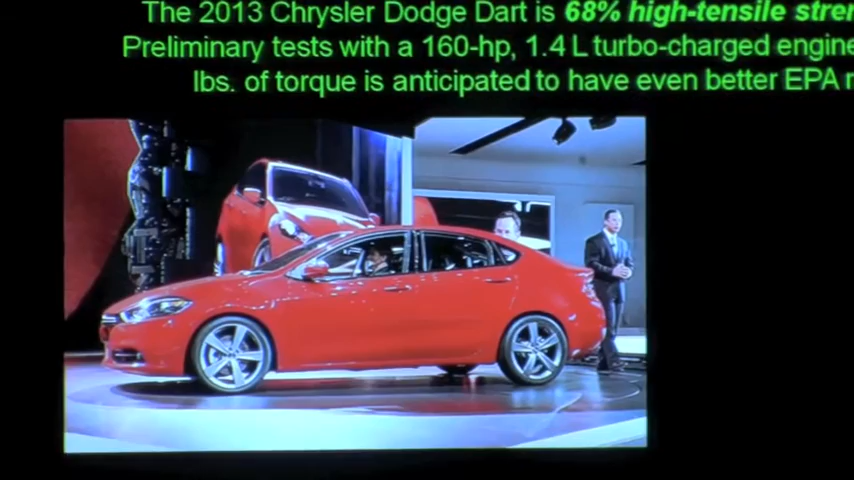 The 2013 Chrysler Dodge Dart is 68% high-tensile
Preliminary tests with a 160-hp, 1.4 L turbo-charged
lbs. of torque is anticipated to have even better EPA